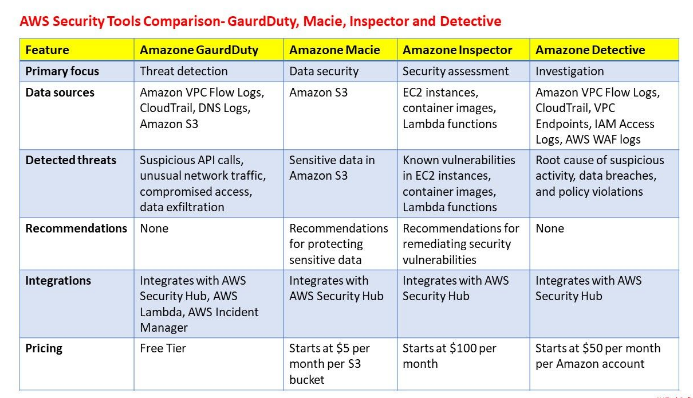 AWS Security Tools Comparison- GaurdDuty, Macie, Inspector and Detective
Feature
Amazone GaurdDuty
Amazone Macie
Amazone Inspector
Amazone Detective
Primary focus
Threat detection
Data security
Security assessment
Investigation
Data sources
Amazon VPC Flow Logs,
CloudTrail, DNS Logs,
Amazon S3
Amazon S3
EC2 instances,
container images,
Lambda functions
Amazon VPC Flow Logs,
CloudTrail, VPC
Endpoints, IAM Access
Logs, AWS WAF logs
Detected threats
Suspicious API calls,
unusual network traffic,
compromised access,
data exfiltration
Sensitive data in
Amazon S3
Known vulnerabilities
in EC2 instances,
container images,
Lambda functions
Root cause of suspicious
activity, data breaches,
and policy violations
Recommendations
None
Recommendations
for protecting
sensitive data
Recommendations for
remediating security
vulnerabilities
None
Integrations
Integrates with AWS
Security Hub, AWS
Lambda, AWS Incident
Manager
Integrates with
AWS Security Hub
Integrates with AWS
Security Hub
Integrates with AWS
Security Hub
Pricing
Free Tier
Starts at $5 per
month per S3
bucket
Starts at $100 per
month
Starts at $50 per month
per Amazon account